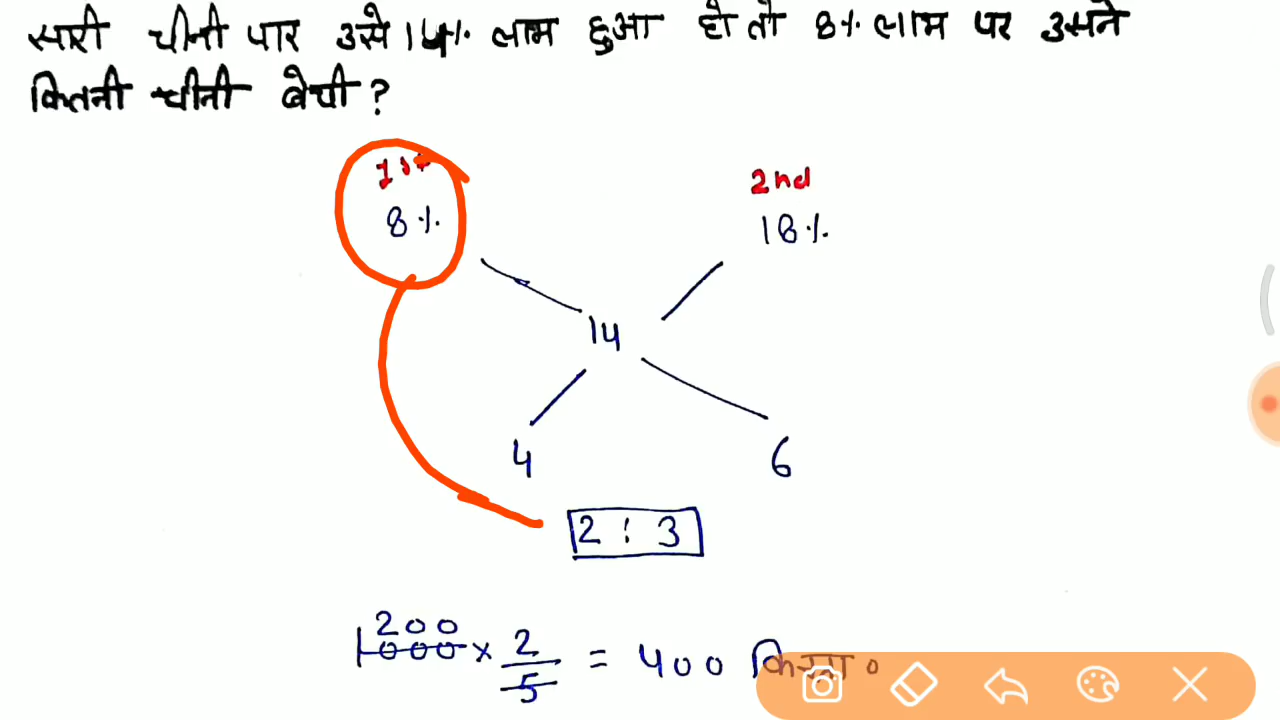 सारी चीनी पार उसे 14% लाभ हुआ हो तो 8% लाभ पर उसने
कितनी चीनी बेची ?
1st 2nd
8% 18%
14
4 6
2 : 3
200
1000 × 2/5 = 400 किग्रा०